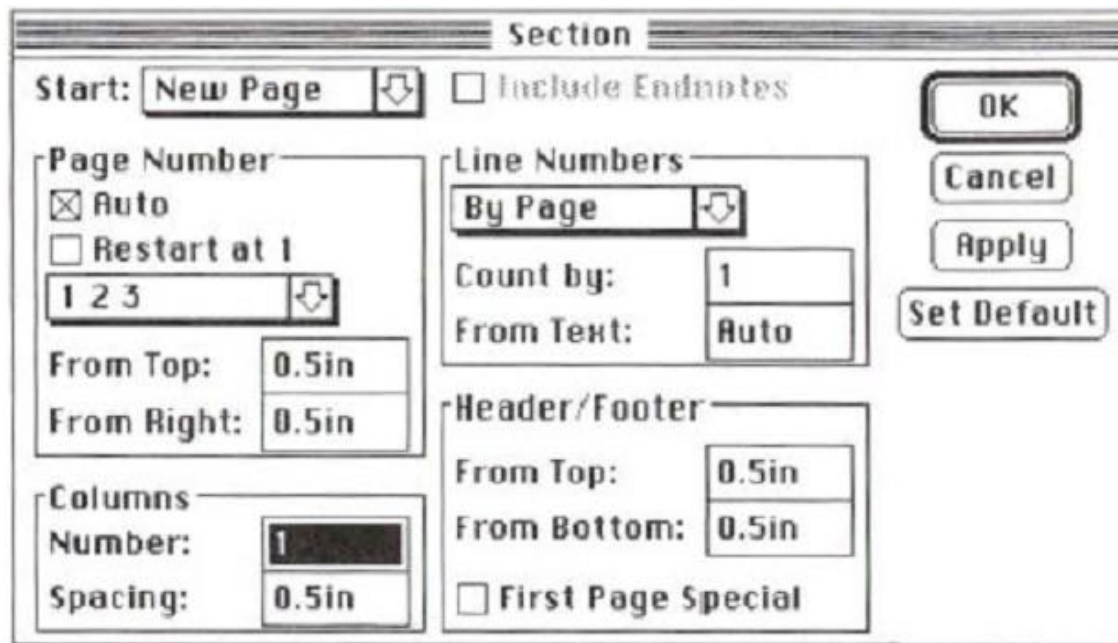 Section
Start: New Page
Include Endnotes
OK
Cancel
Apply
Set Default
Page Number
Auto
Restart at 1
1 2 3
From Top: 0.5in
From Right: 0.5in
Columns
Number: 1
Spacing: 0.5in
Line Numbers
By Page
Count by: 1
From Text: Auto
Header/Footer
From Top: 0.5in
From Bottom: 0.5in
First Page Special